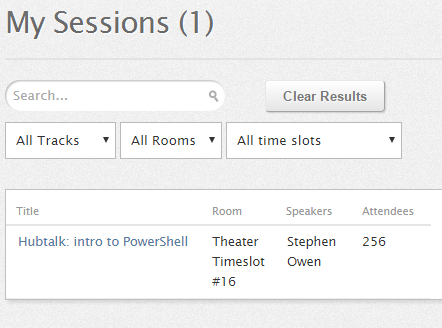 My Sessions (1)
Search...
Clear Results
All Tracks
All Rooms
All time slots
Title Room Speakers Attendees
Hubtalk: intro to PowerShell Theater Stephen 256
Timeslot Owen
#16